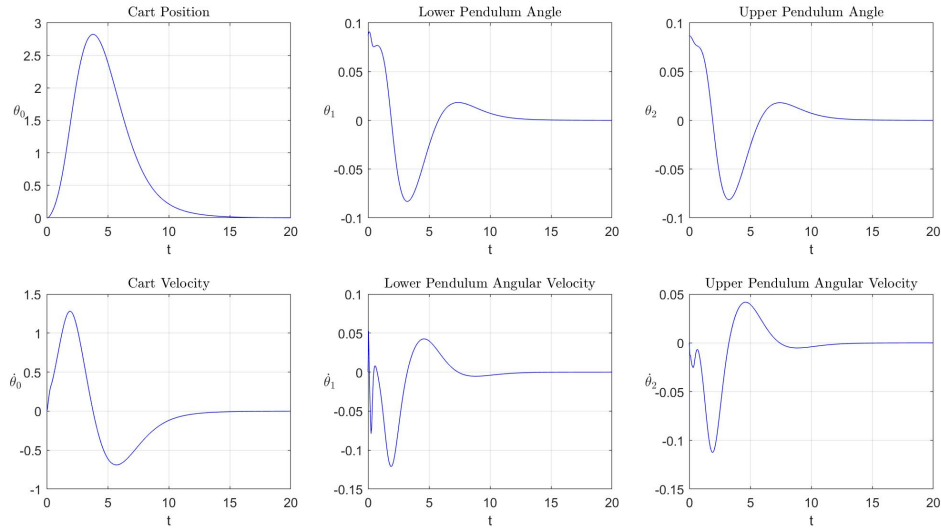 Cart Position
3
2.5
2
θ₀1.5
1
0.5
0
0 5 10 15 20
t
Lower Pendulum Angle
0.1
0.05
θ₁ 0
-0.05
-0.1
0 5 10 15 20
t
Upper Pendulum Angle
0.1
0.05
θ₂ 0
-0.05
-0.1
0 5 10 15 20
t
Cart Velocity
1.5
1
0.5
θ̇₀ 0
-0.5
-1
0 5 10 15 20
t
Lower Pendulum Angular Velocity
0.1
0.05
0
θ̇₁
-0.05
-0.1
-0.15
0 5 10 15 20
t
Upper Pendulum Angular Velocity
0.05
0
θ̇₂ -0.05
-0.1
-0.15
0 5 10 15 20
t